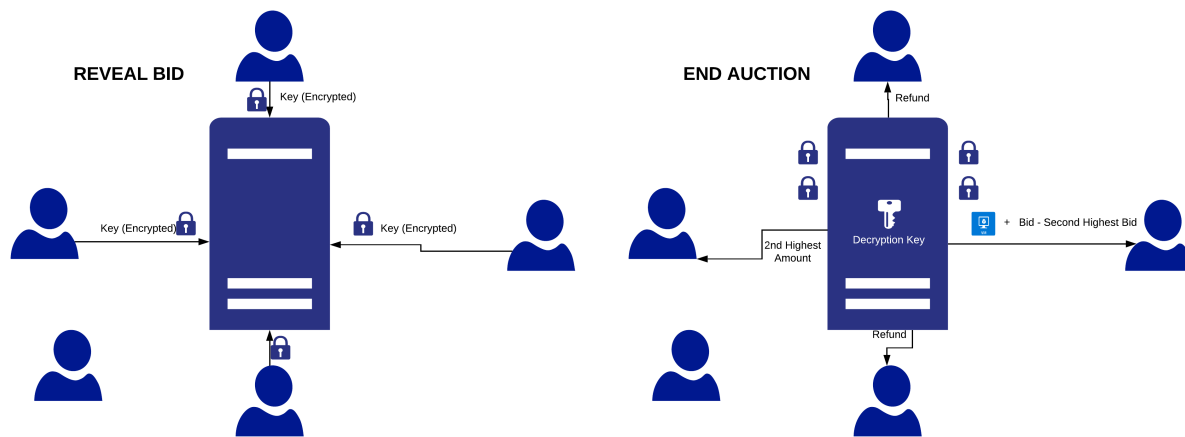 REVEAL BID
Key (Encrypted)
Key (Encrypted)
Key (Encrypted)
END AUCTION
Refund
+ Bid - Second Highest Bid
Decryption Key
2nd Highest
Amount
Refund